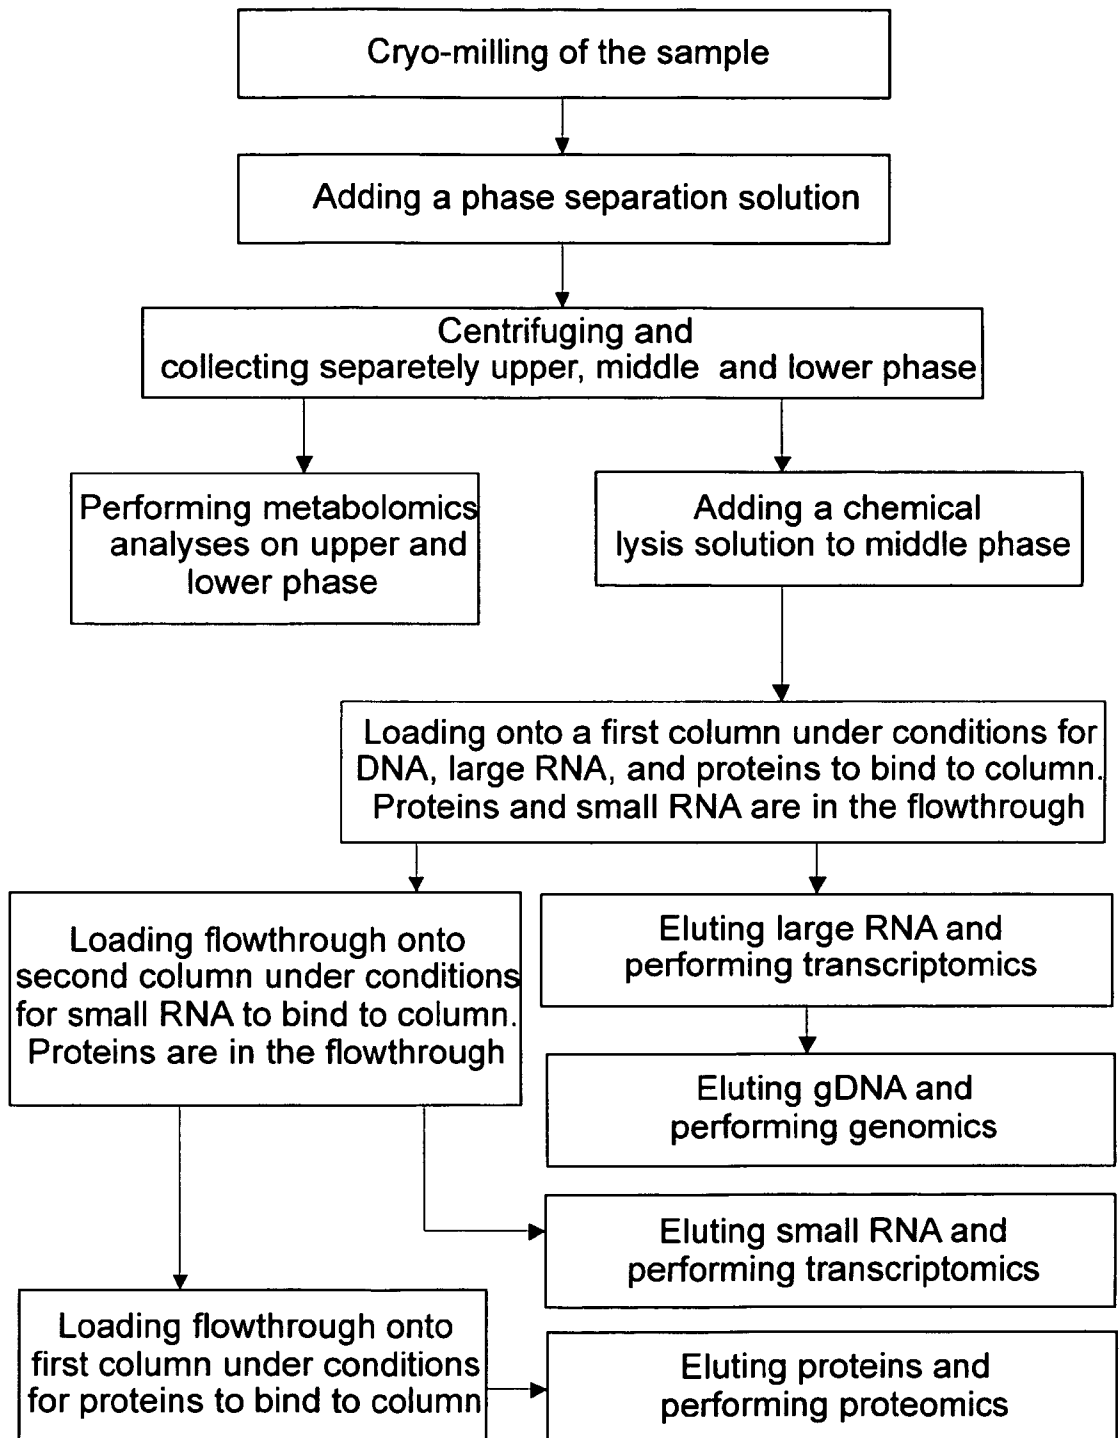 Cryo-milling of the sample
Adding a phase separation solution
Centrifuging and
collecting separetely upper, middle and lower phase
Performing metabolomics
analyses on upper and
lower phase
Adding a chemical
lysis solution to middle phase
Loading onto a first column under conditions for
DNA, large RNA, and proteins to bind to column.
Proteins and small RNA are in the flowthrough
Loading flowthrough onto
second column under conditions
for small RNA to bind to column.
Proteins are in the flowthrough
Eluting large RNA and
performing transcriptomics
Eluting gDNA and
performing genomics
Eluting small RNA and
performing transcriptomics
Loading flowthrough onto
first column under conditions
for proteins to bind to column
Eluting proteins and
performing proteomics